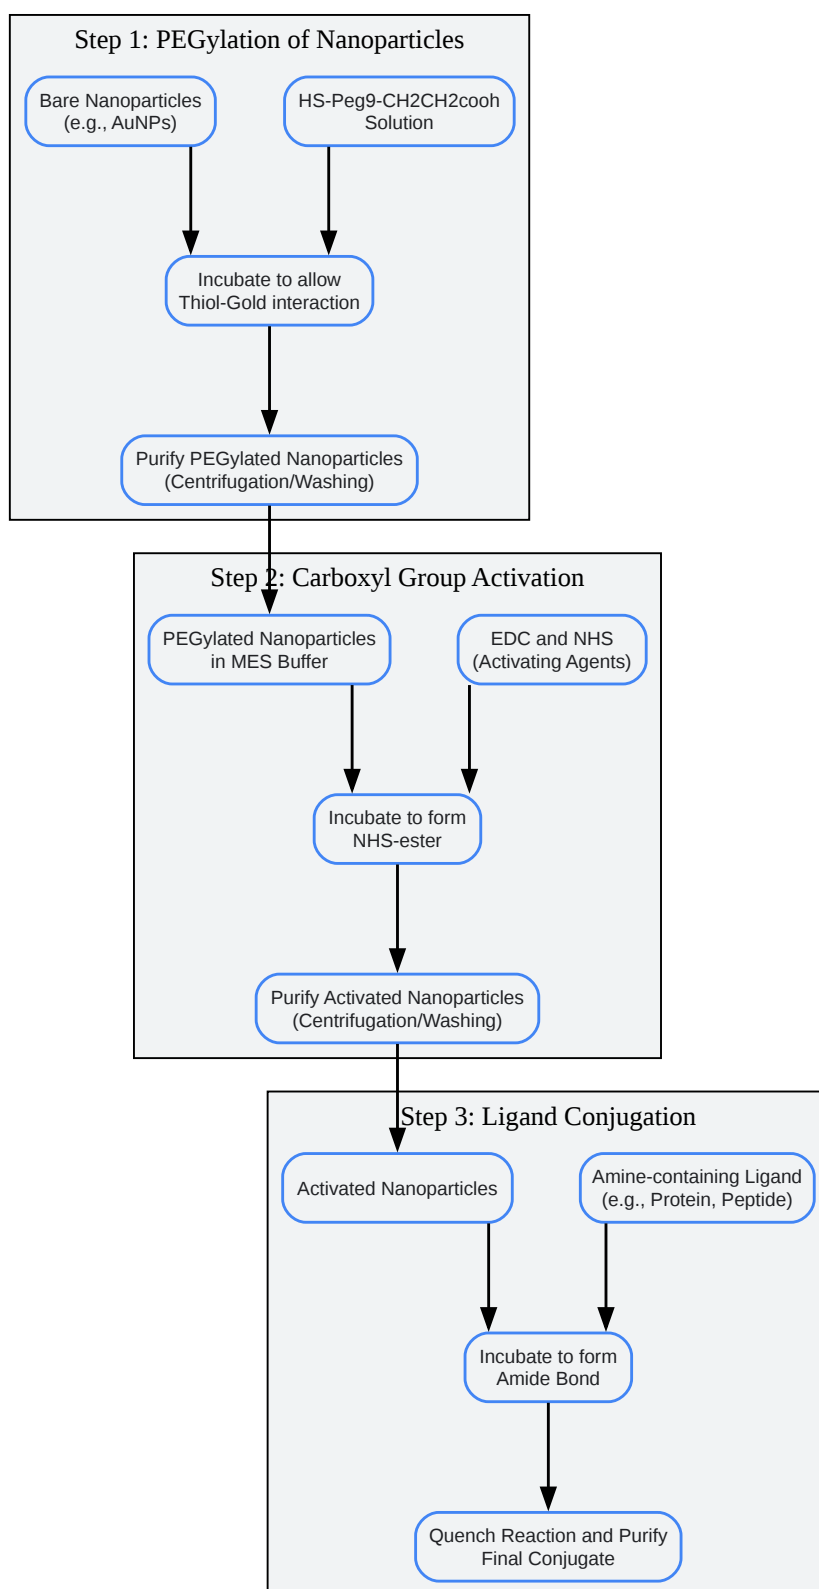 Step 1: PEGylation of Nanoparticles
Bare Nanoparticles
(e.g., AuNPs)
HS-Peg9-CH2CH2cooh
Solution
Incubate to allow
Thiol-Gold interaction
Purify PEGylated Nanoparticles
(Centrifugation/Washing)
Step 2: Carboxyl Group Activation
PEGylated Nanoparticles
in MES Buffer
EDC and NHS
(Activating Agents)
Incubate to form
NHS-ester
Purify Activated Nanoparticles
(Centrifugation/Washing)
Step 3: Ligand Conjugation
Activated Nanoparticles
Amine-containing Ligand
(e.g., Protein, Peptide)
Incubate to form
Amide Bond
Quench Reaction and Purify
Final Conjugate